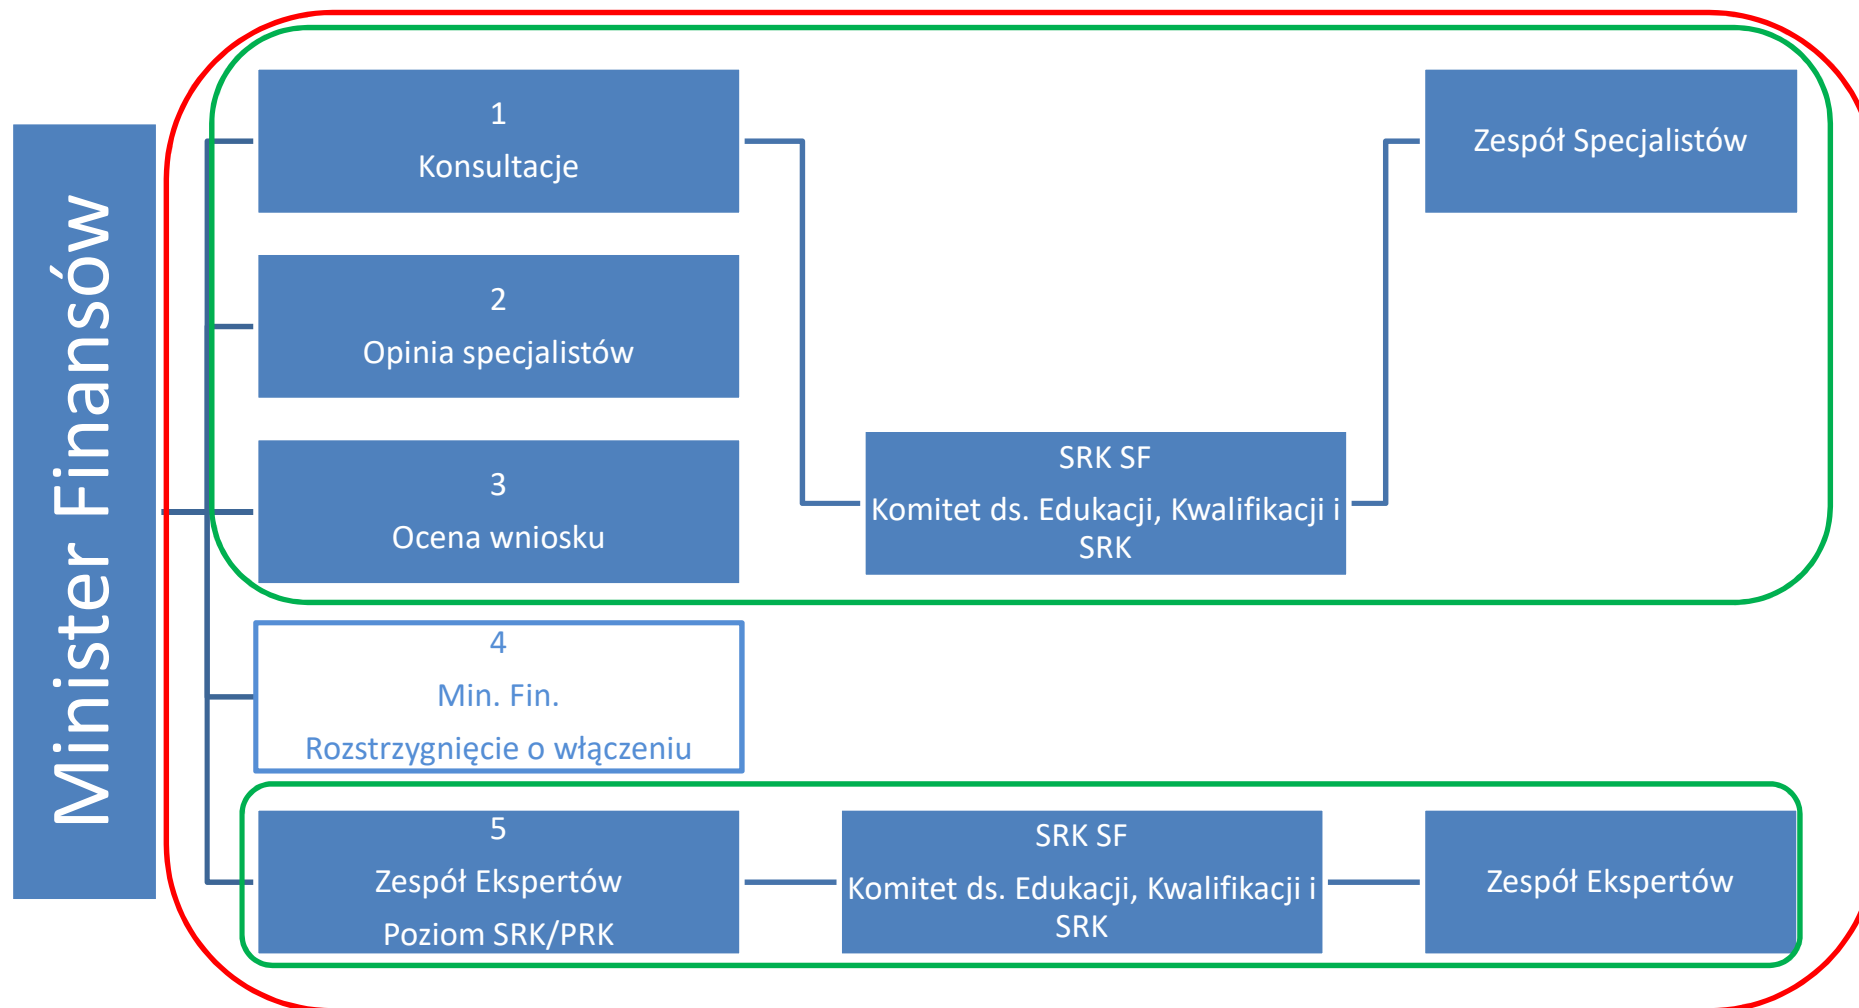 Minister Finansów
1
Konsultacje
2
Opinia specjalistów
3
Ocena wniosku
4
Min. Fin.
Rozstrzygnięcie o włączeniu
5
Zespół Ekspertów
Poziom SRK/PRK
SRK SF
Komitet ds. Edukacji, Kwalifikacji i
SRK
Zespół Specjalistów
SRK SF
Komitet ds. Edukacji, Kwalifikacji i
SRK
Zespół Ekspertów